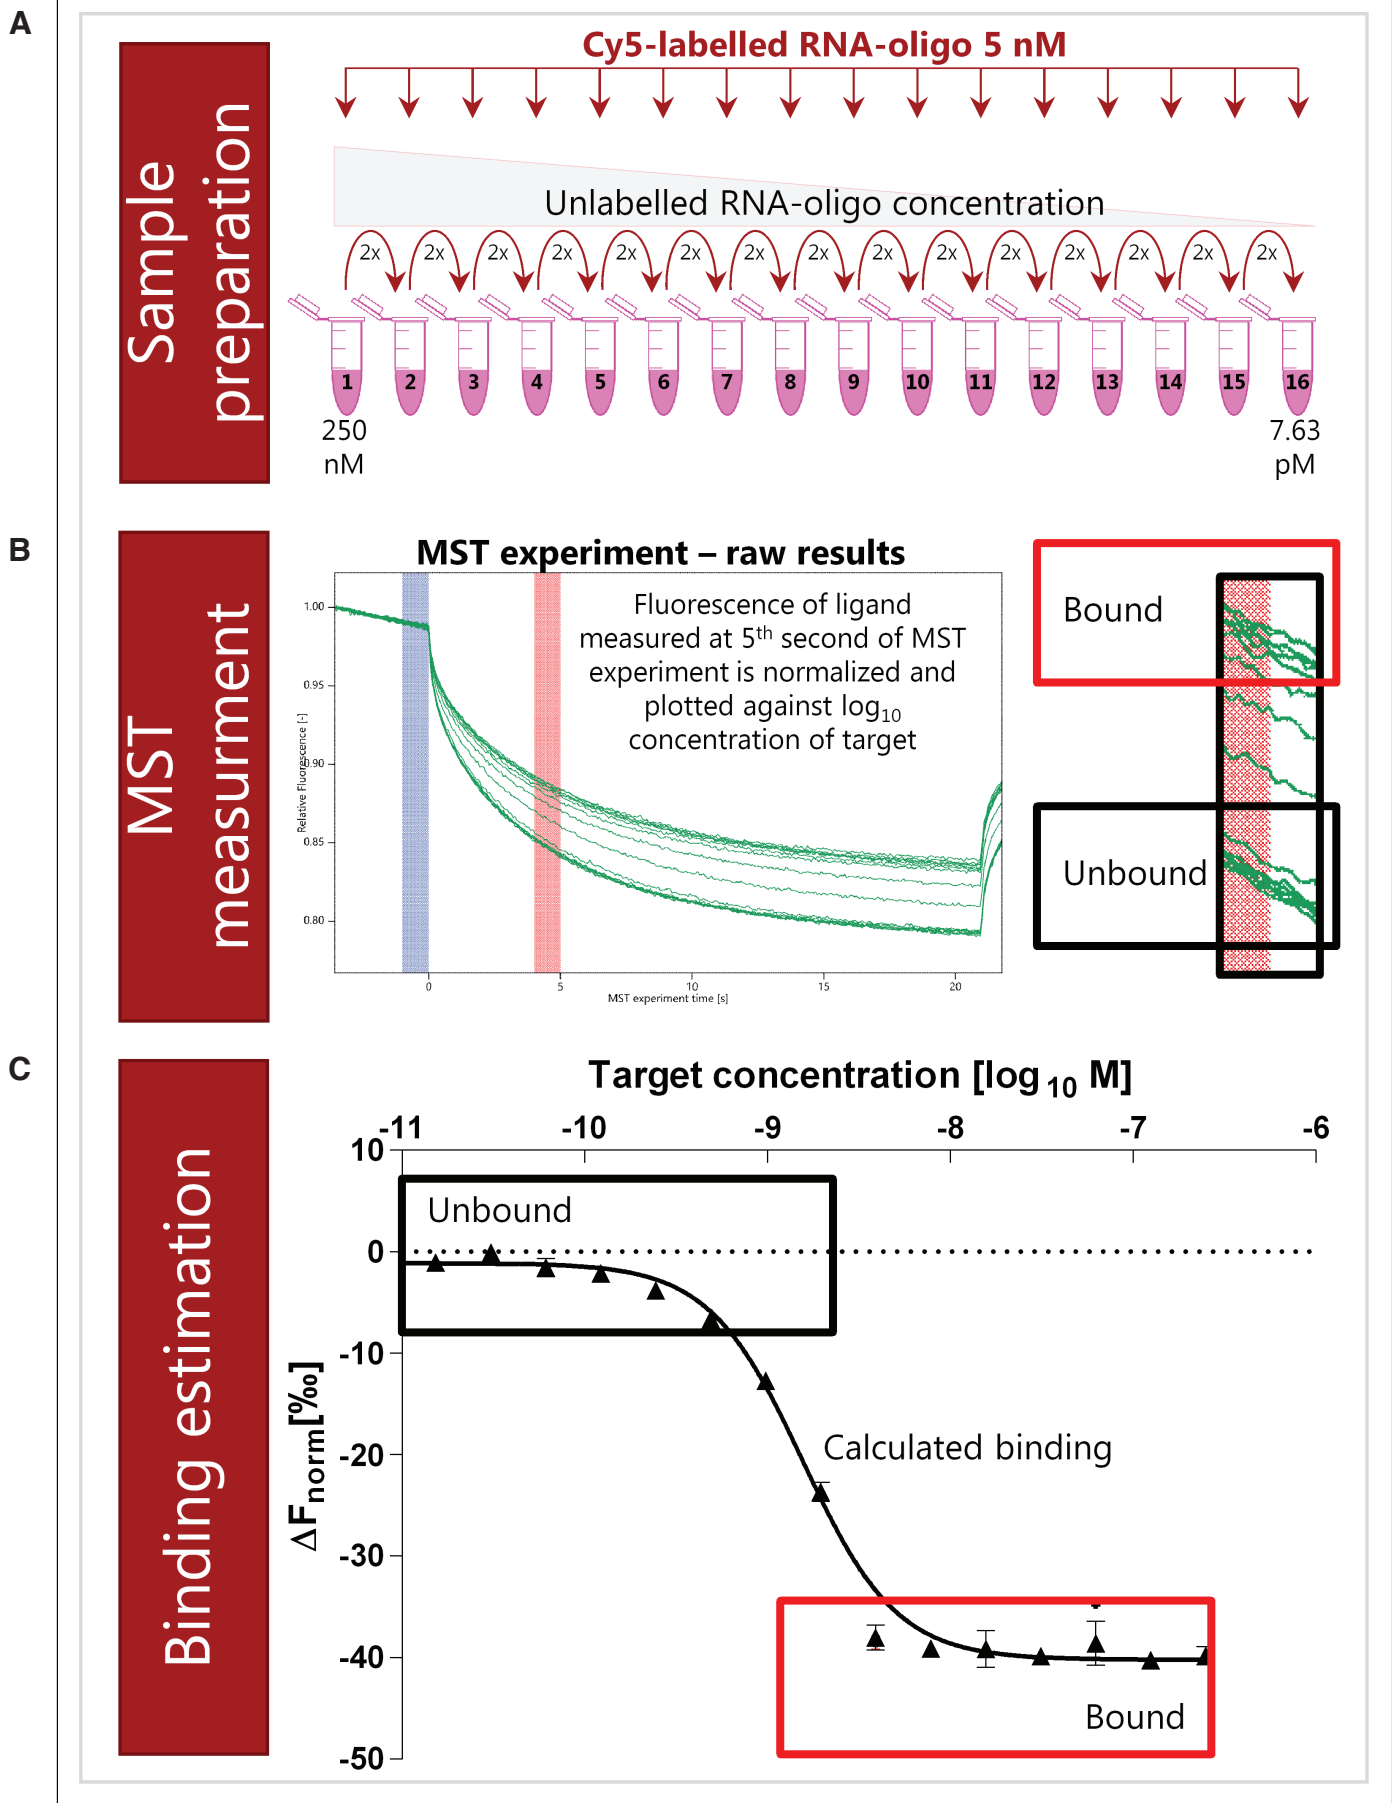 A
Sample
preparation
Cy5-labelled RNA-oligo 5 nM
Unlabelled RNA-oligo concentration
2x 2x 2x 2x 2x 2x 2x 2x 2x 2x 2x 2x 2x 2x 2x
1 2 3 4 5 6 7 8 9 10 11 12 13 14 15 16
250
nM
7.63
pM
B
MST
measurment
MST experiment – raw results
Fluorescence of ligand
measured at 5th second of MST
experiment is normalized and
plotted against log10
concentration of target
Relative Fluorescence [-]
1.00
0.95
0.90
0.85
0.80
0 5 10 15 20
MST experiment time [s]
Bound
Unbound
C
Binding estimation
Target concentration [log10 M]
-11 -10 -9 -8 -7 -6
ΔFnorm[‰]
10
0
-10
-20
-30
-40
-50
Unbound
Calculated binding
Bound